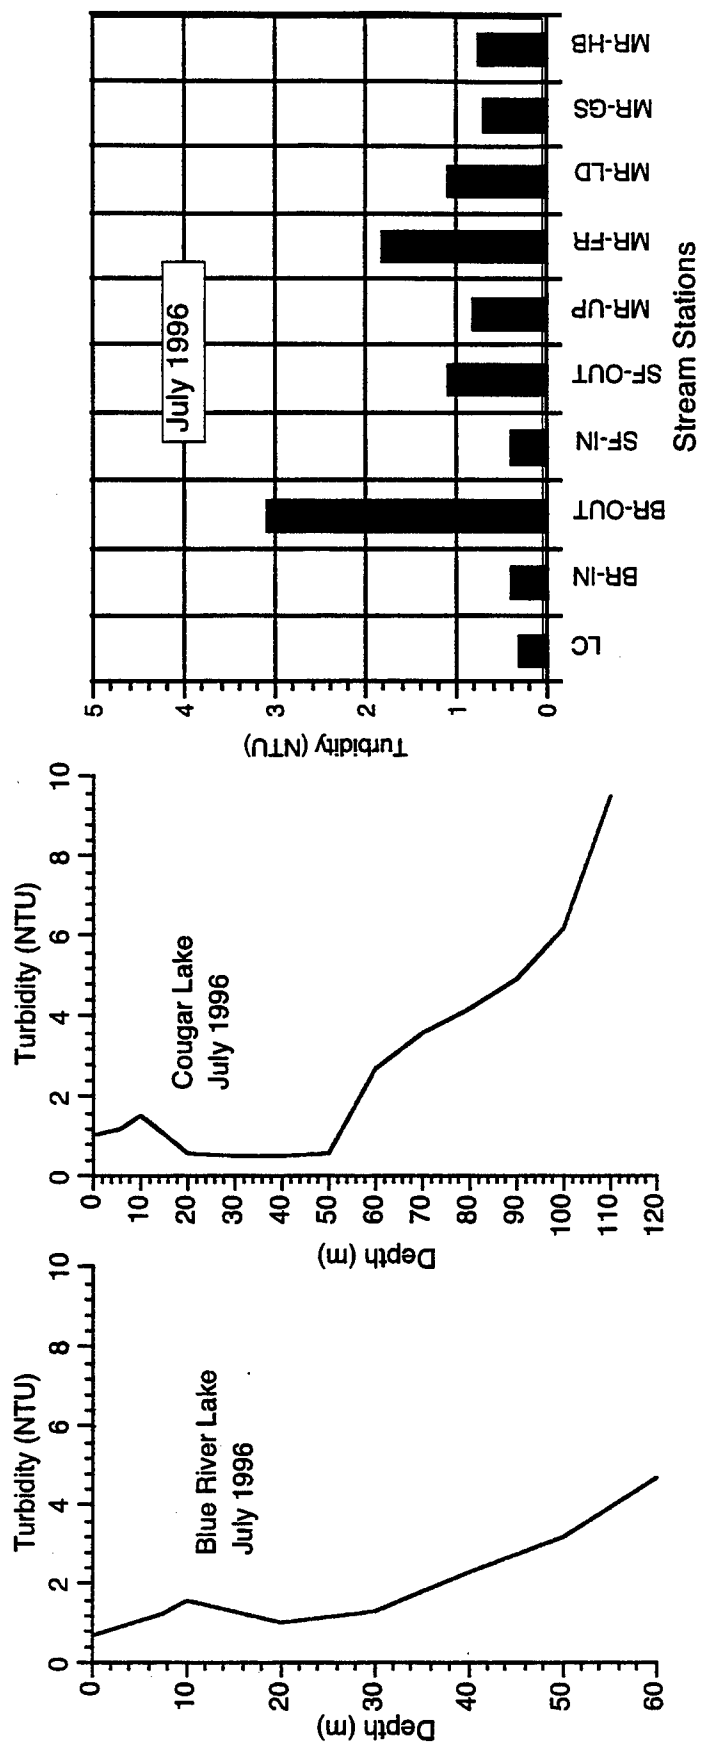 Turbidity (NTU)
0 2 4 6 8 10
Depth (m)
0
10
20
30
40
50
60
Blue River Lake
July 1996
Turbidity (NTU)
0 2 4 6 8 10
Depth (m)
0
10
20
30
40
50
60
70
80
90
100
110
120
Cougar Lake
July 1996
Turbidity (NTU)
5
4
3
2
1
0
July 1996
LC
BR-IN
BR-OUT
SF-IN
SF-OUT
MR-UP
MR-FR
MR-LD
MR-GS
MR-HB
Stream Stations